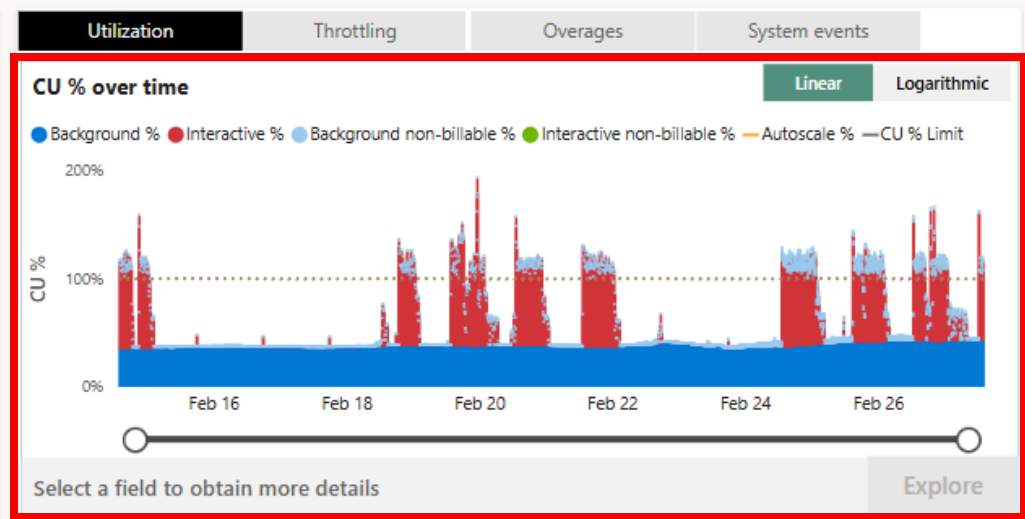 Utilization Throttling Overages System events
CU % over time Linear Logarithmic
Background % Interactive % Background non-billable % Interactive non-billable % Autoscale % CU % Limit
200%
CU %
100%
0%
Feb 16 Feb 18 Feb 20 Feb 22 Feb 24 Feb 26
Select a field to obtain more details Explore